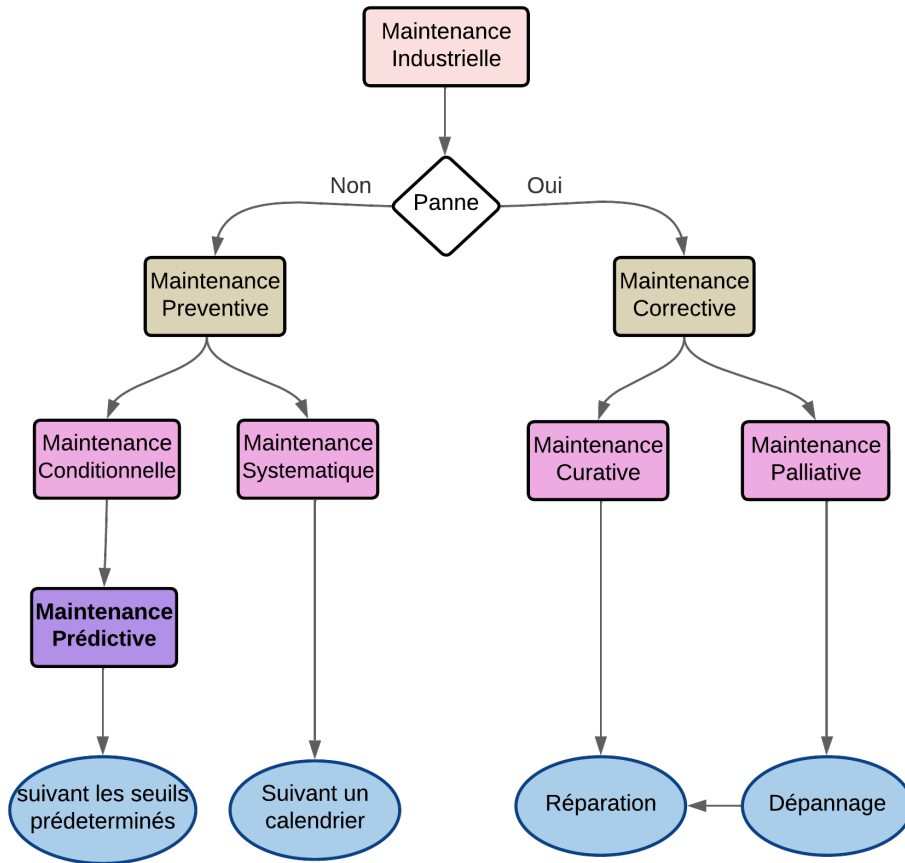 Maintenance
Industrielle
Non
Oui
Panne
Maintenance
Preventive
Maintenance
Corrective
Maintenance
Conditionnelle
Maintenance
Systematique
Maintenance
Curative
Maintenance
Palliative
Maintenance
Prédictive
suivant les seuils
prédeterminés
Suivant un
calendrier
Réparation
Dépannage